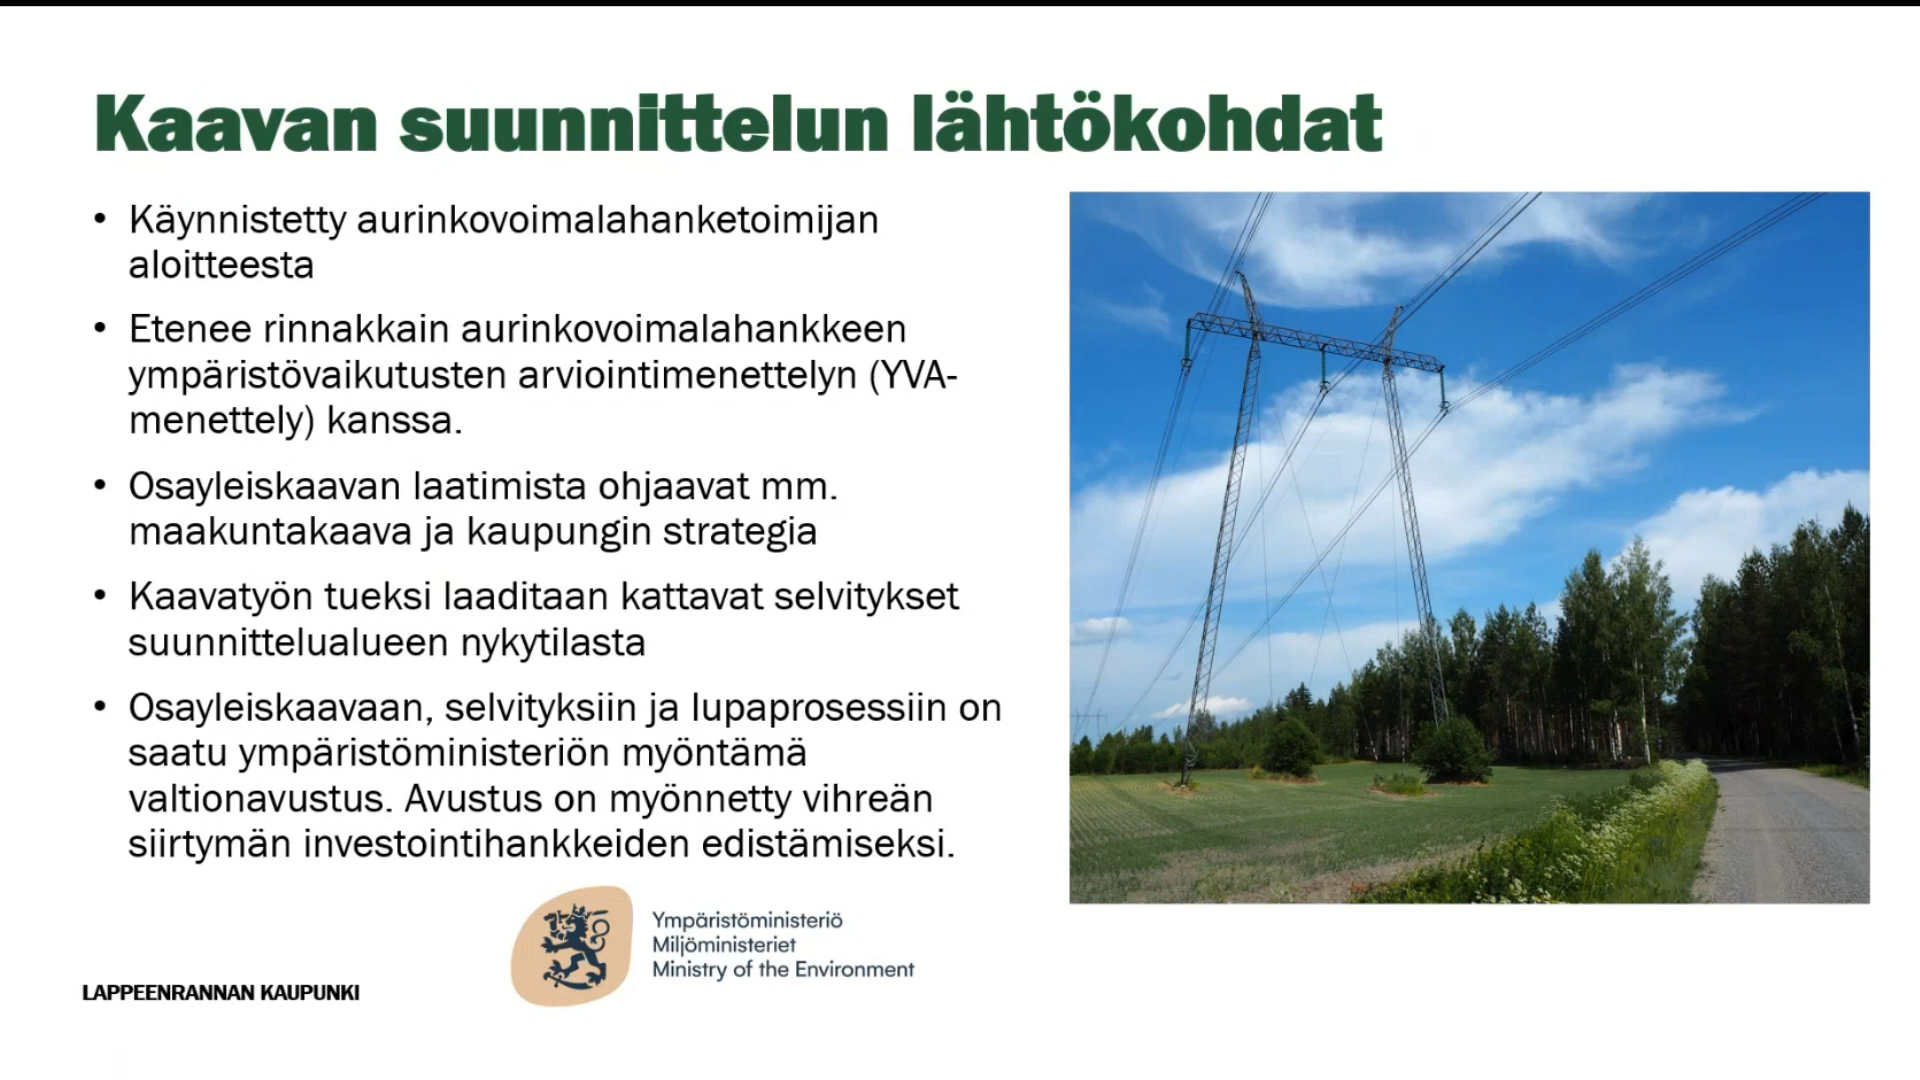 Kaavan suunnittelun lähtökohdat
• Käynnistetty aurinkovoimalahanketoimijan
aloitteesta
• Etenee rinnakkain aurinkovoimalahankkeen
ympäristövaikutusten arviointimenettelyn (YVA-
menettely) kanssa.
• Osayleiskaavan laatimista ohjaavat mm.
maakuntakaava ja kaupungin strategia
• Kaavatyön tueksi laaditaan kattavat selvitykset
suunnittelualueen nykytilasta
• Osayleiskaavaan, selvityksiin ja lupaprosessiin on
saatu ympäristöministeriön myöntämä
valtionavustus. Avustus on myönnetty vihreän
siirtymän investointihankkeiden edistämiseksi.
Ympäristöministeriö
Miljöministeriet
Ministry of the Environment
LAPPEENRANNAN KAUPUNKI